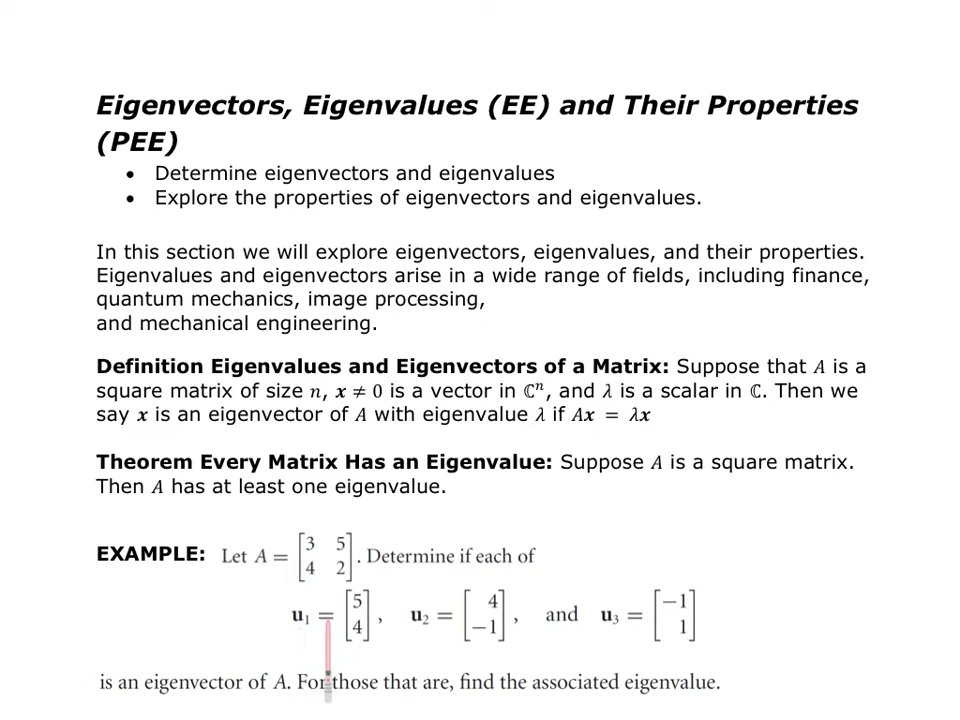 Eigenvectors, Eigenvalues (EE) and Their Properties
(PEE)
• Determine eigenvectors and eigenvalues
• Explore the properties of eigenvectors and eigenvalues.
In this section we will explore eigenvectors, eigenvalues, and their properties.
Eigenvalues and eigenvectors arise in a wide range of fields, including finance,
quantum mechanics, image processing,
and mechanical engineering.
Definition Eigenvalues and Eigenvectors of a Matrix: Suppose that A is a
square matrix of size n, x ≠ 0 is a vector in ℂⁿ, and λ is a scalar in ℂ. Then we
say x is an eigenvector of A with eigenvalue λ if Ax = λx
Theorem Every Matrix Has an Eigenvalue: Suppose A is a square matrix.
Then A has at least one eigenvalue.
EXAMPLE: Let A = [3 5; 4 2]. Determine if each of
u₁ = [5; 4], u₂ = [4; −1], and u₃ = [−1; 1]
is an eigenvector of A. For those that are, find the associated eigenvalue.